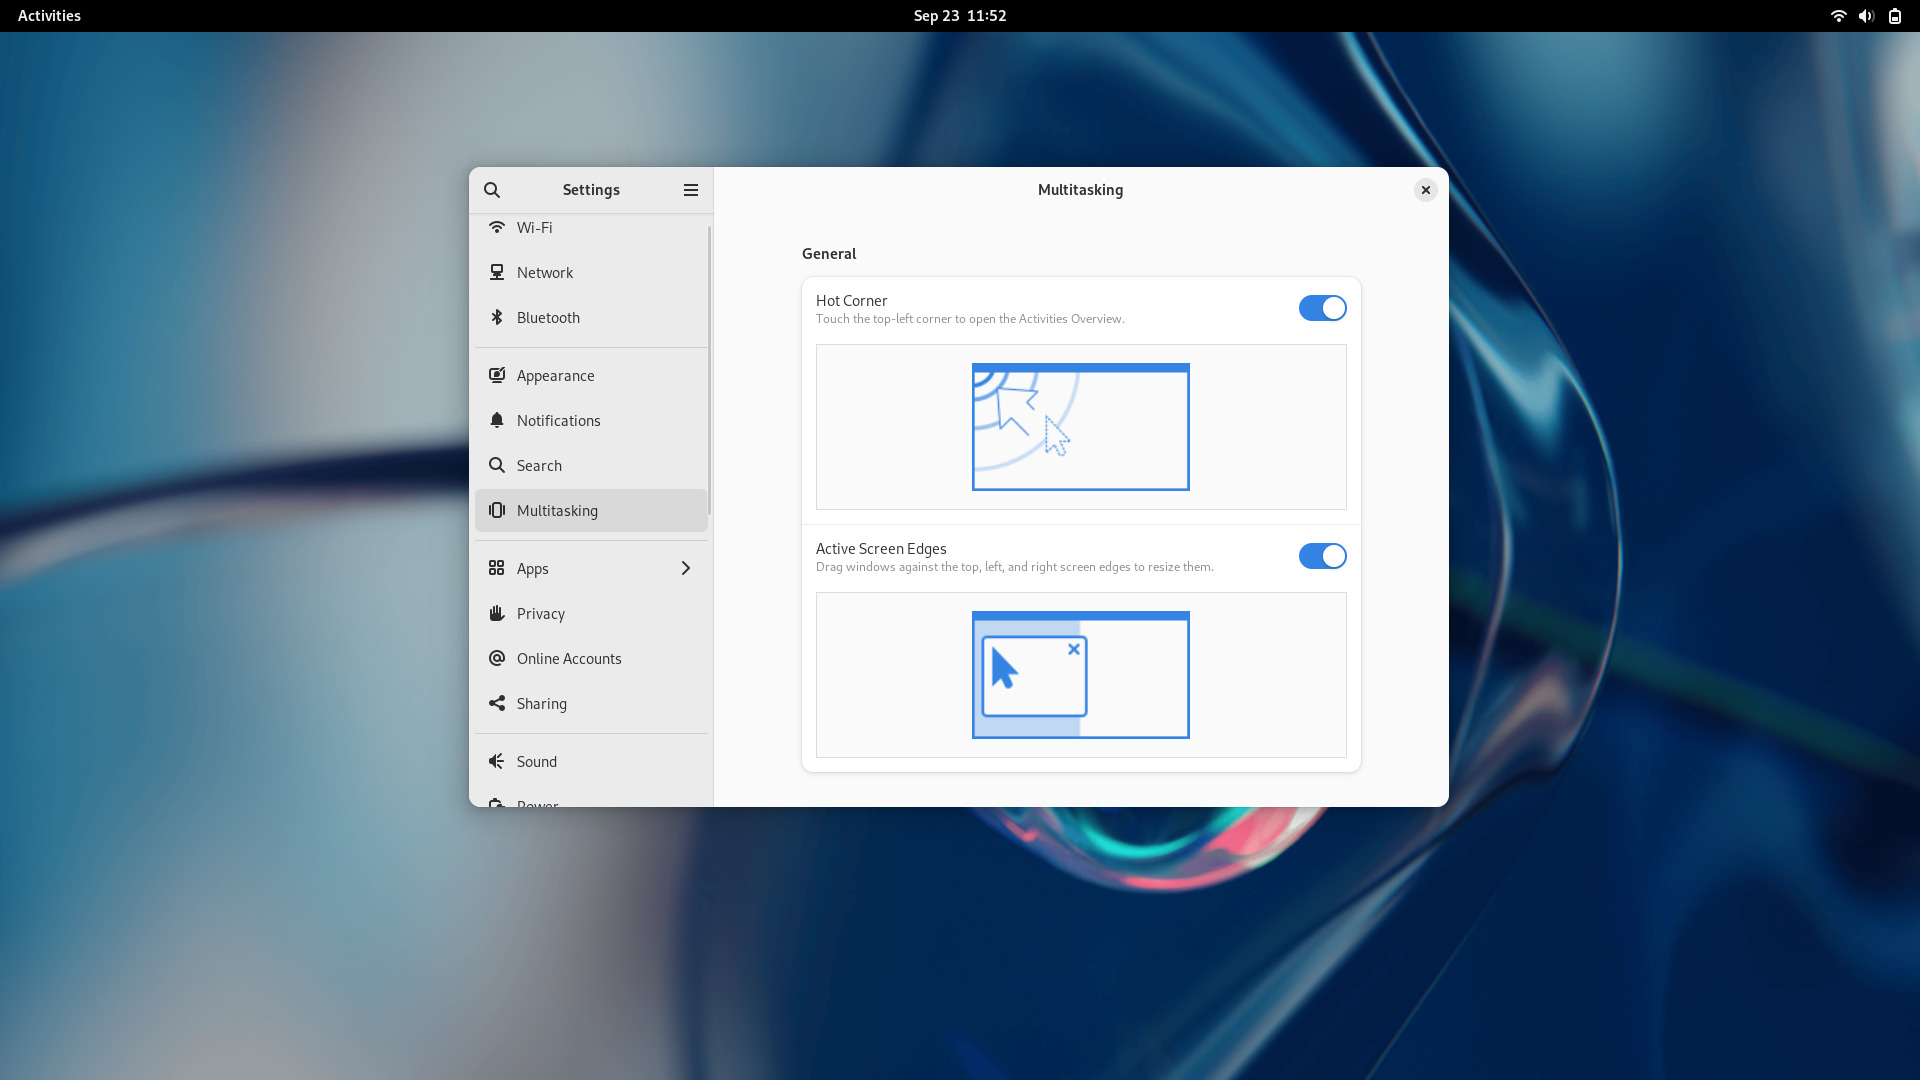 Activities
Sep 23 11:52
Settings
Multitasking
Wi-Fi
Network
Bluetooth
Appearance
Notifications
Search
Multitasking
Apps
Privacy
Online Accounts
Sharing
Sound
Power
General
Hot Corner
Touch the top-left corner to open the Activities Overview.
Active Screen Edges
Drag windows against the top, left, and right screen edges to resize them.